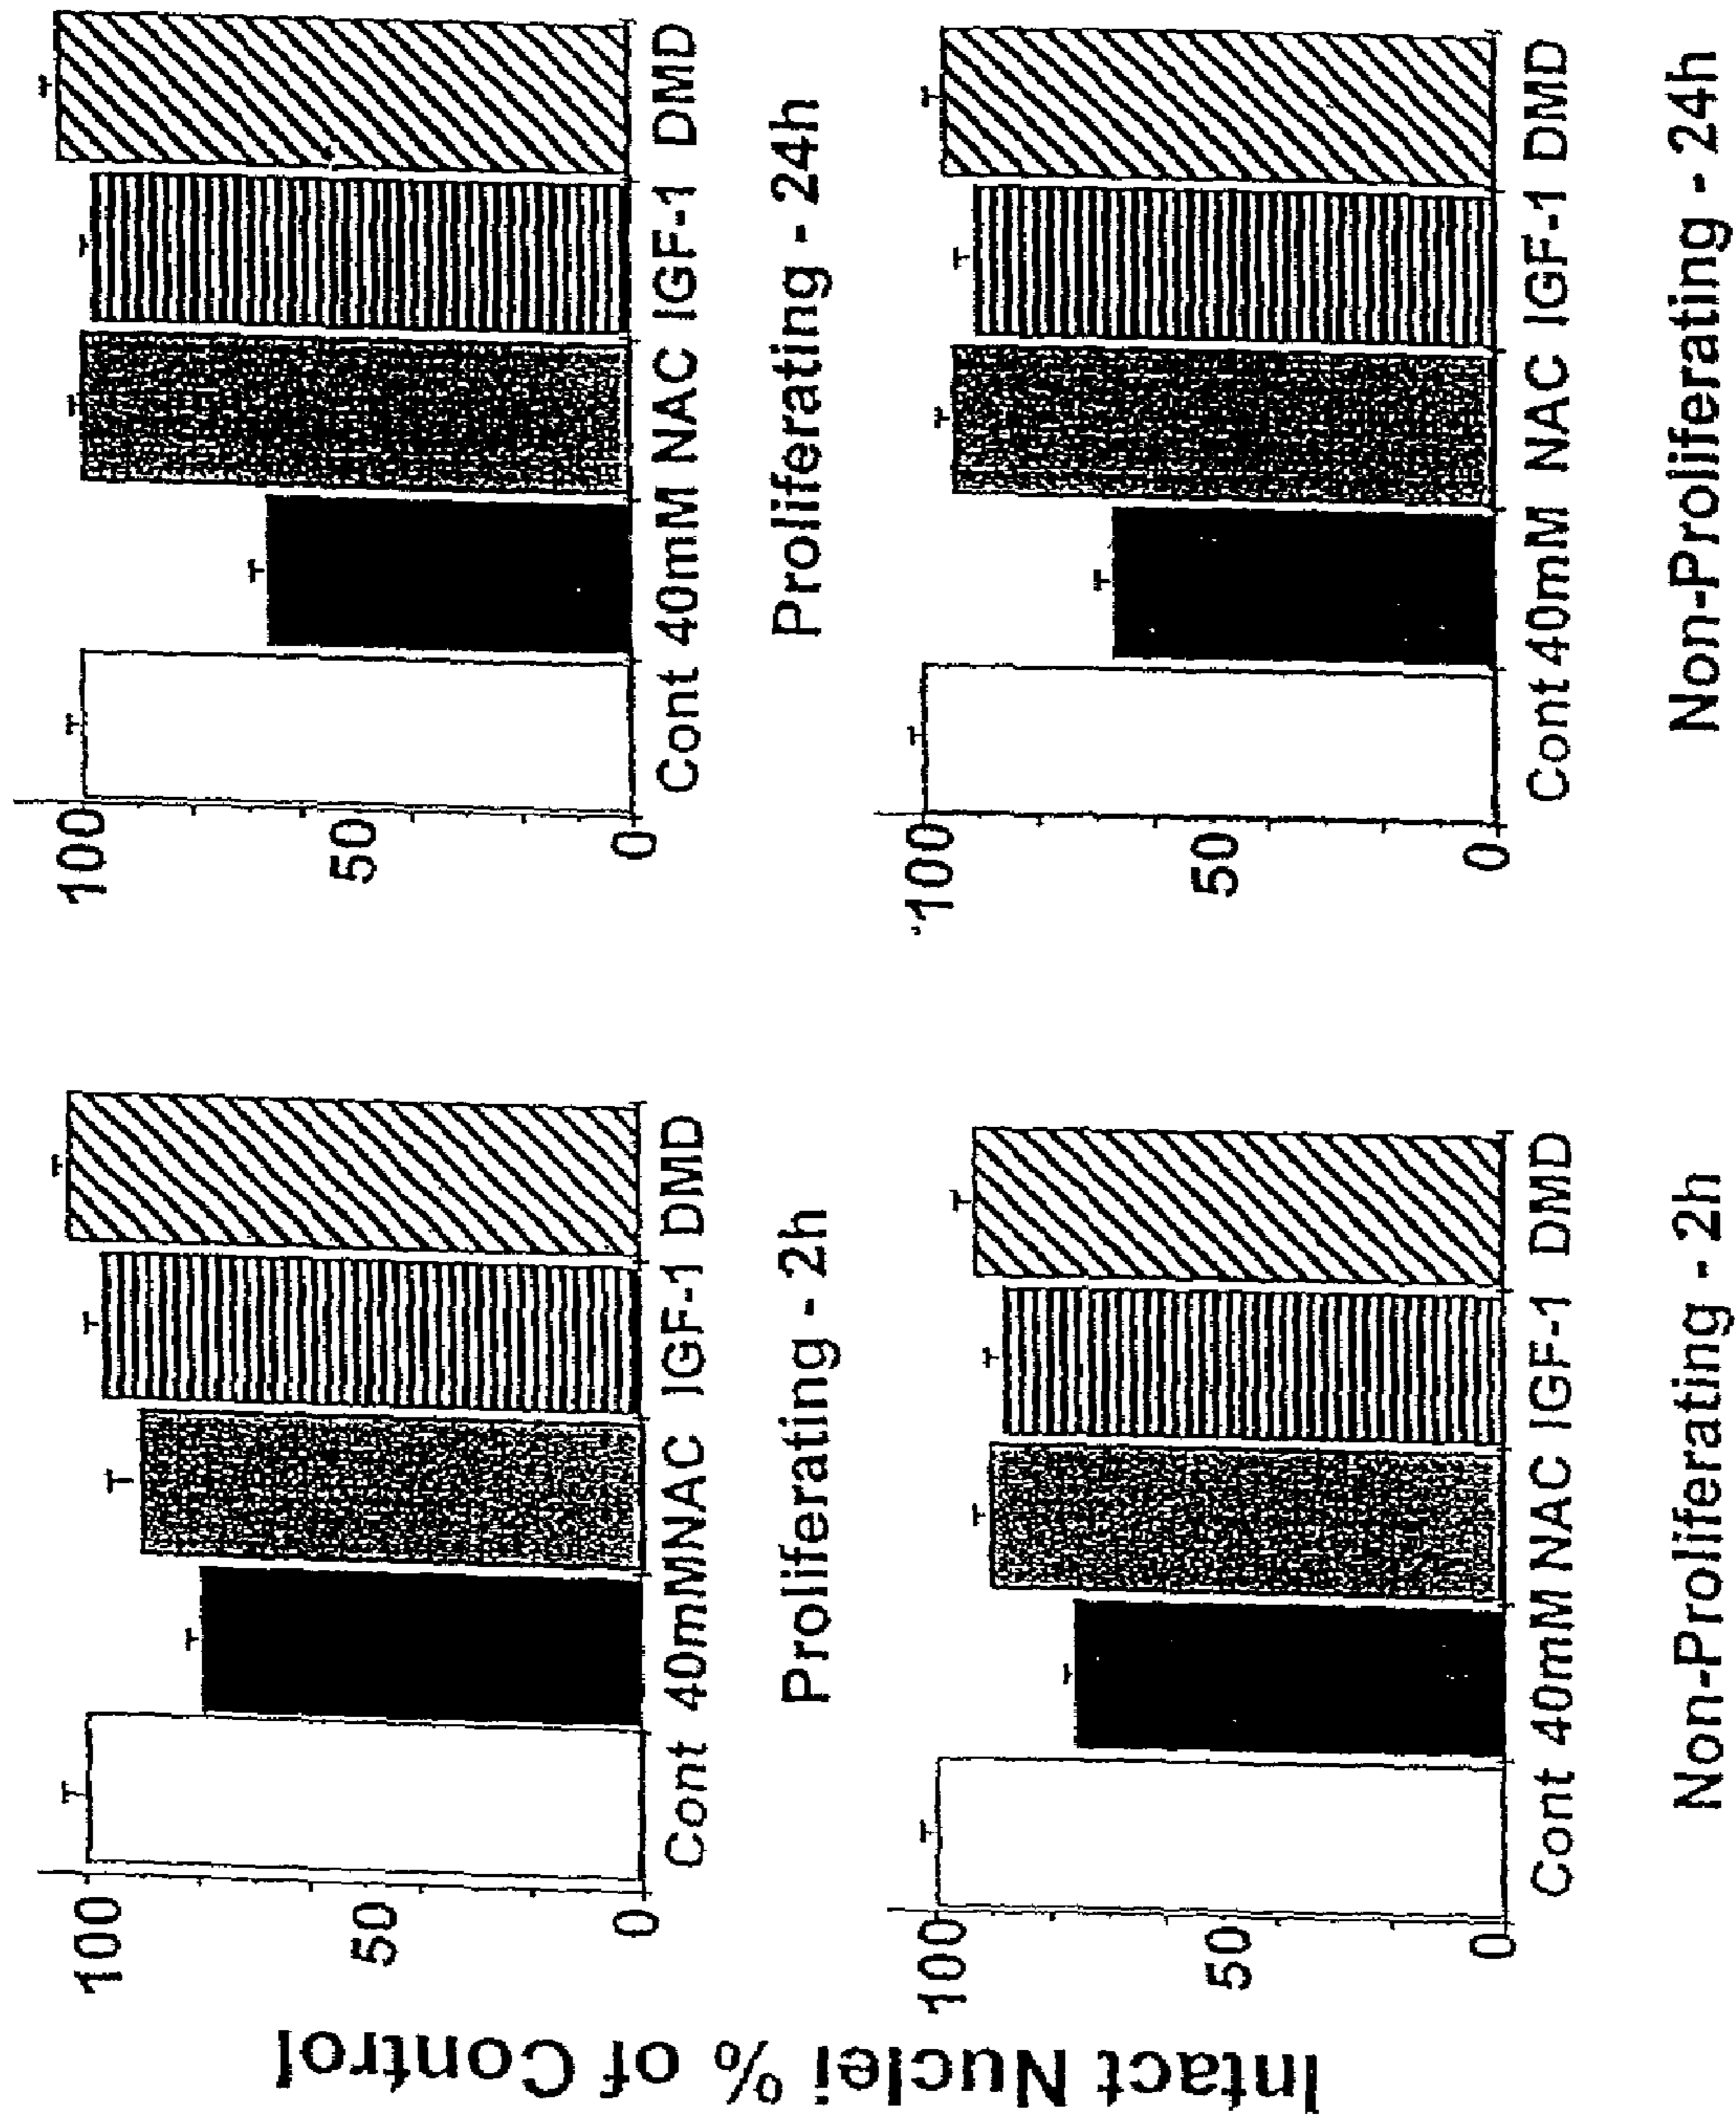 Intact Nuclei % of Control
100
50
0
Cont 40mMNAC IGF-1 DMD
Proliferating - 2h
100
50
0
Cont 40mM NAC IGF-1 DMD
Proliferating - 24h
100
50
0
Cont 40mM NAC IGF-1 DMD
Non-Proliferating - 2h
100
50
0
Cont 40mM NAC IGF-1 DMD
Non-Proliferating - 24h